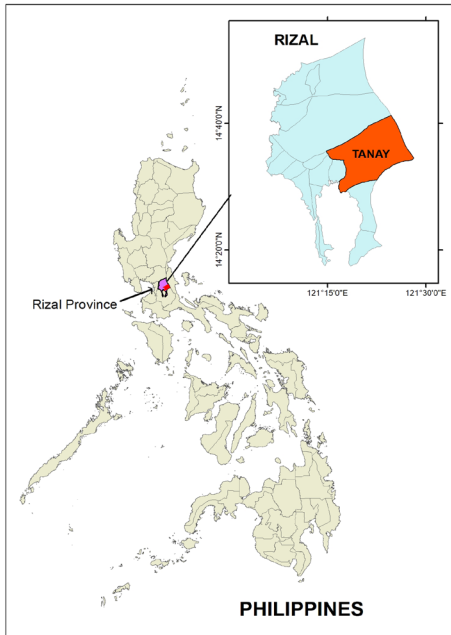 RIZAL
14°40'0"N
TANAY
14°20'0"N
121°15'0"E
121°30'0"E
Rizal Province
PHILIPPINES